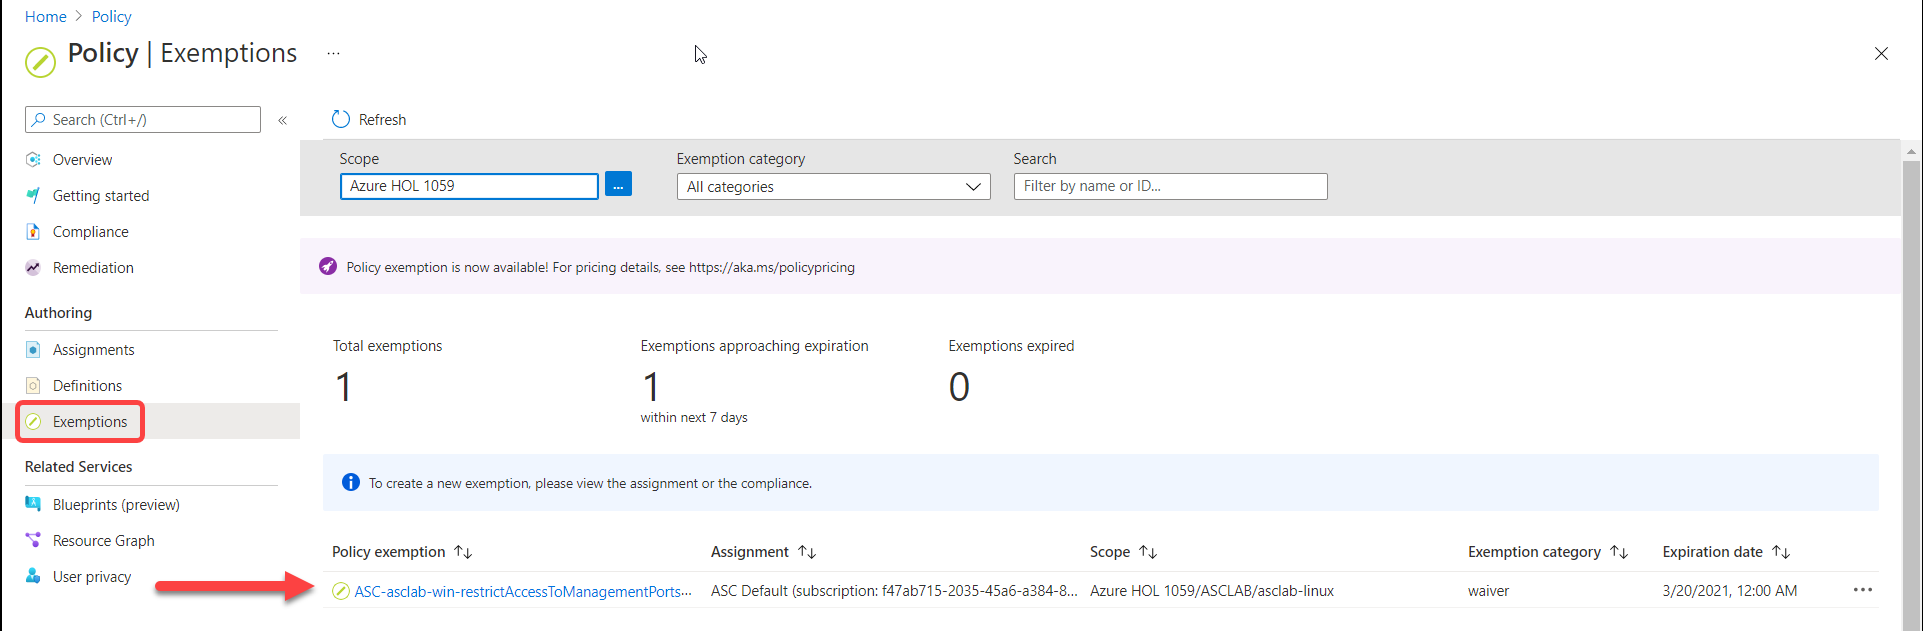 Home > Policy
Policy | Exemptions ...
Search (Ctrl+/) «
Refresh
Overview
Getting started
Compliance
Remediation
Authoring
Assignments
Definitions
Exemptions
Related Services
Blueprints (preview)
Resource Graph
User privacy
Scope Exemption category Search
Azure HOL 1059 ... All categories Filter by name or ID...
Policy exemption is now available! For pricing details, see https://aka.ms/policypricing
Total exemptions Exemptions approaching expiration Exemptions expired
1 1 0
within next 7 days
To create a new exemption, please view the assignment or the compliance.
Policy exemption ↑↓ Assignment ↑↓ Scope ↑↓ Exemption category ↑↓ Expiration date ↑↓
ASC-asclab-win-restrictAccessToManagementPorts... ASC Default (subscription: f47ab715-2035-45a6-a384-8... Azure HOL 1059/ASCLAB/asclab-linux waiver 3/20/2021, 12:00 AM ...